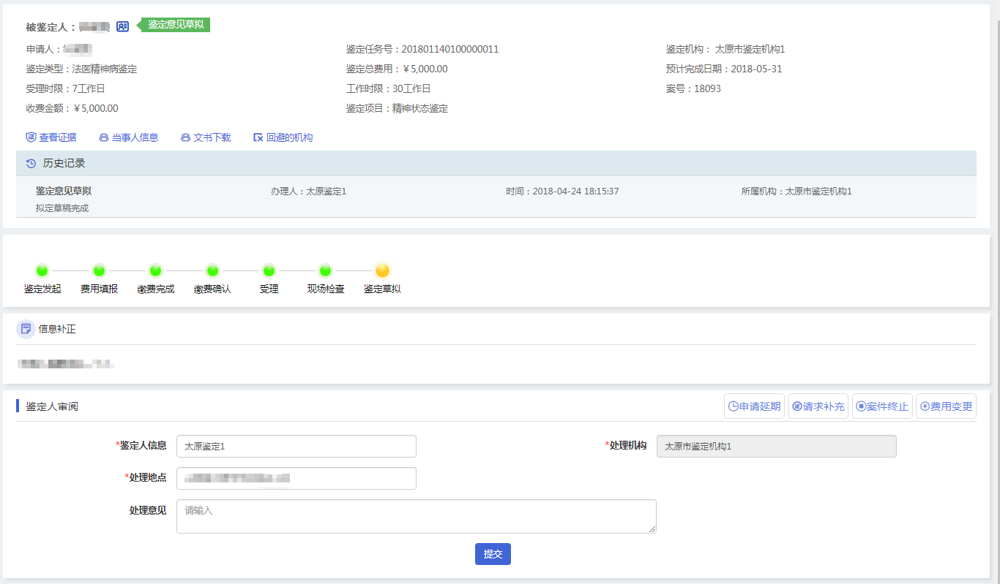 被鉴定人：
鉴定意见草拟
申请人：
鉴定任务号：201801140100000011
鉴定机构： 太原市鉴定机构1
鉴定类型：法医精神病鉴定
鉴定总费用：￥5,000.00
预计完成日期：2018-05-31
受理时限：7工作日
工作时限：30工作日
案号：18093
收费金额：￥5,000.00
鉴定项目：精神状态鉴定
查看证据
当事人信息
文书下载
回避的机构
历史记录
鉴定意见草拟
办理人：太原鉴定1
时间：2018-04-24 18:15:37
所属机构：太原市鉴定机构1
拟定草稿完成
鉴定发起
费用填报
缴费完成
缴费确认
受理
现场检查
鉴定草拟
信息补正
鉴定人审阅
申请延期
请求补充
案件终止
费用变更
*鉴定人信息
太原鉴定1
*处理机构
太原市鉴定机构1
*处理地点
处理意见
请输入
提交